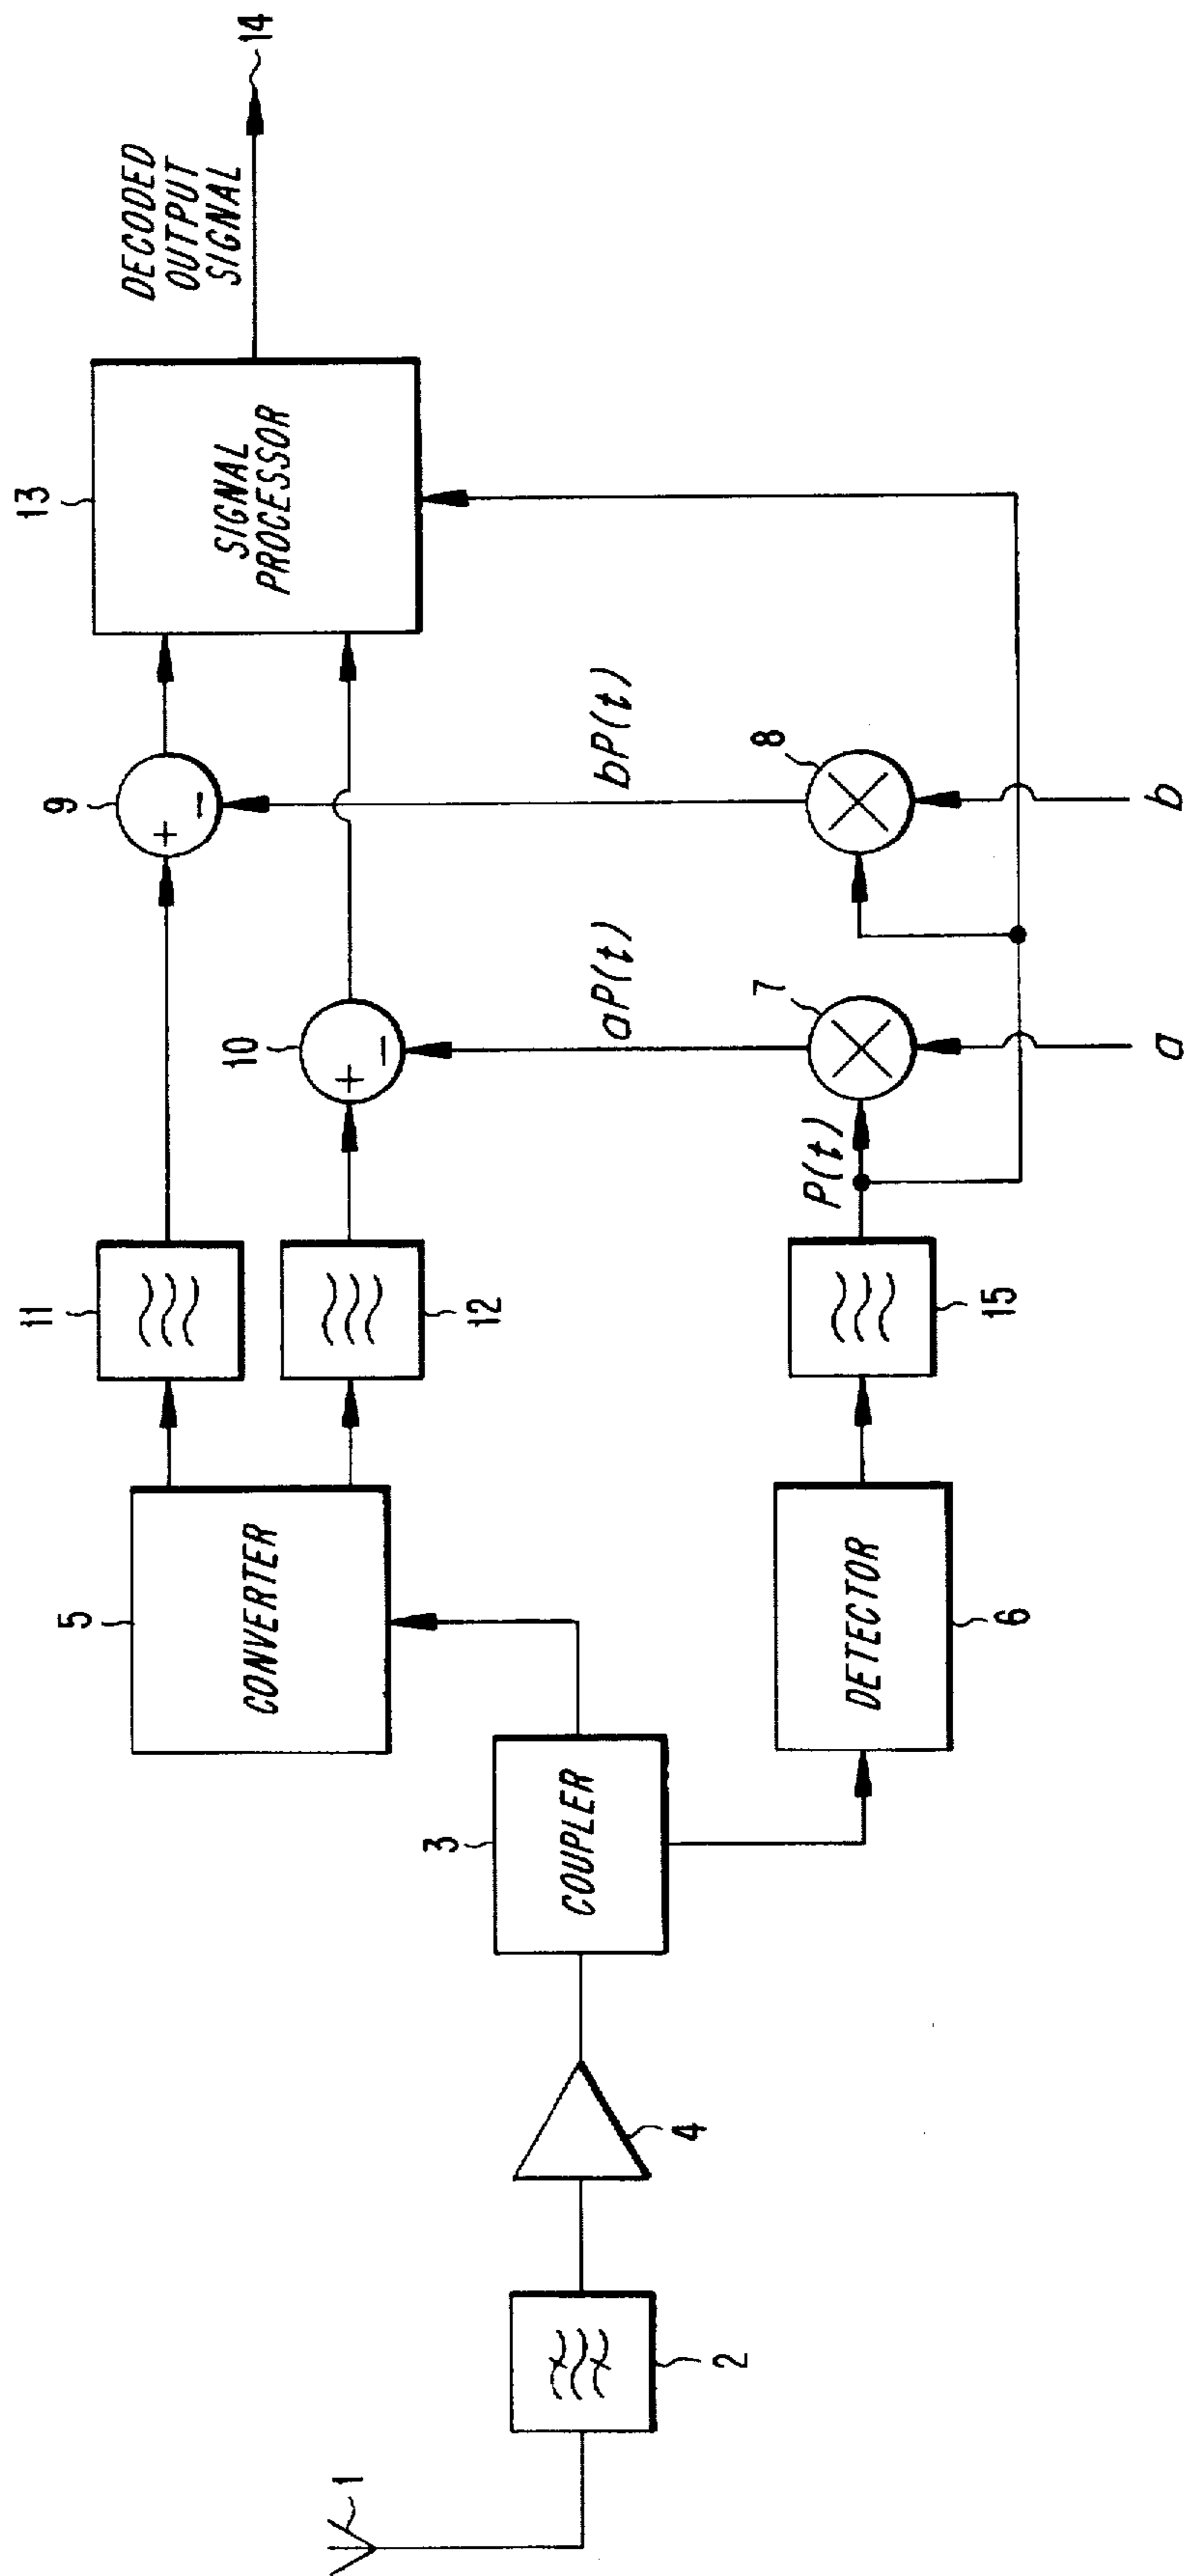 DECODED
OUTPUT
SIGNAL
14
13
SIGNAL
PROCESSOR
9
+
−
10
+
−
bP(t)
aP(t)
8
7
b
a
P(t)
11
12
15
5
CONVERTER
DETECTOR
6
3
COUPLER
4
2
1